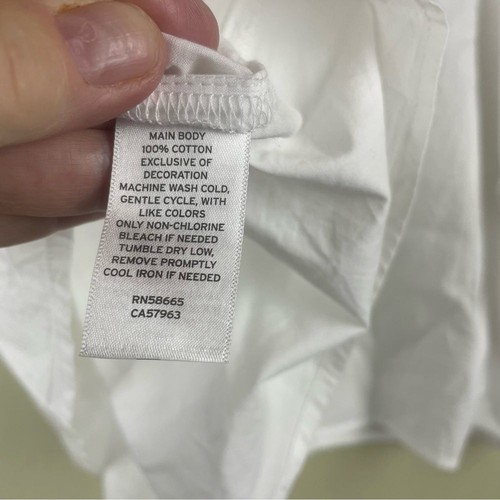 MAIN BODY
100% COTTON
EXCLUSIVE OF
DECORATION
MACHINE WASH COLD,
GENTLE CYCLE, WITH
LIKE COLORS
ONLY NON-CHLORINE
BLEACH IF NEEDED
TUMBLE DRY LOW,
REMOVE PROMPTLY
COOL IRON IF NEEDED
RN58665
CA57963